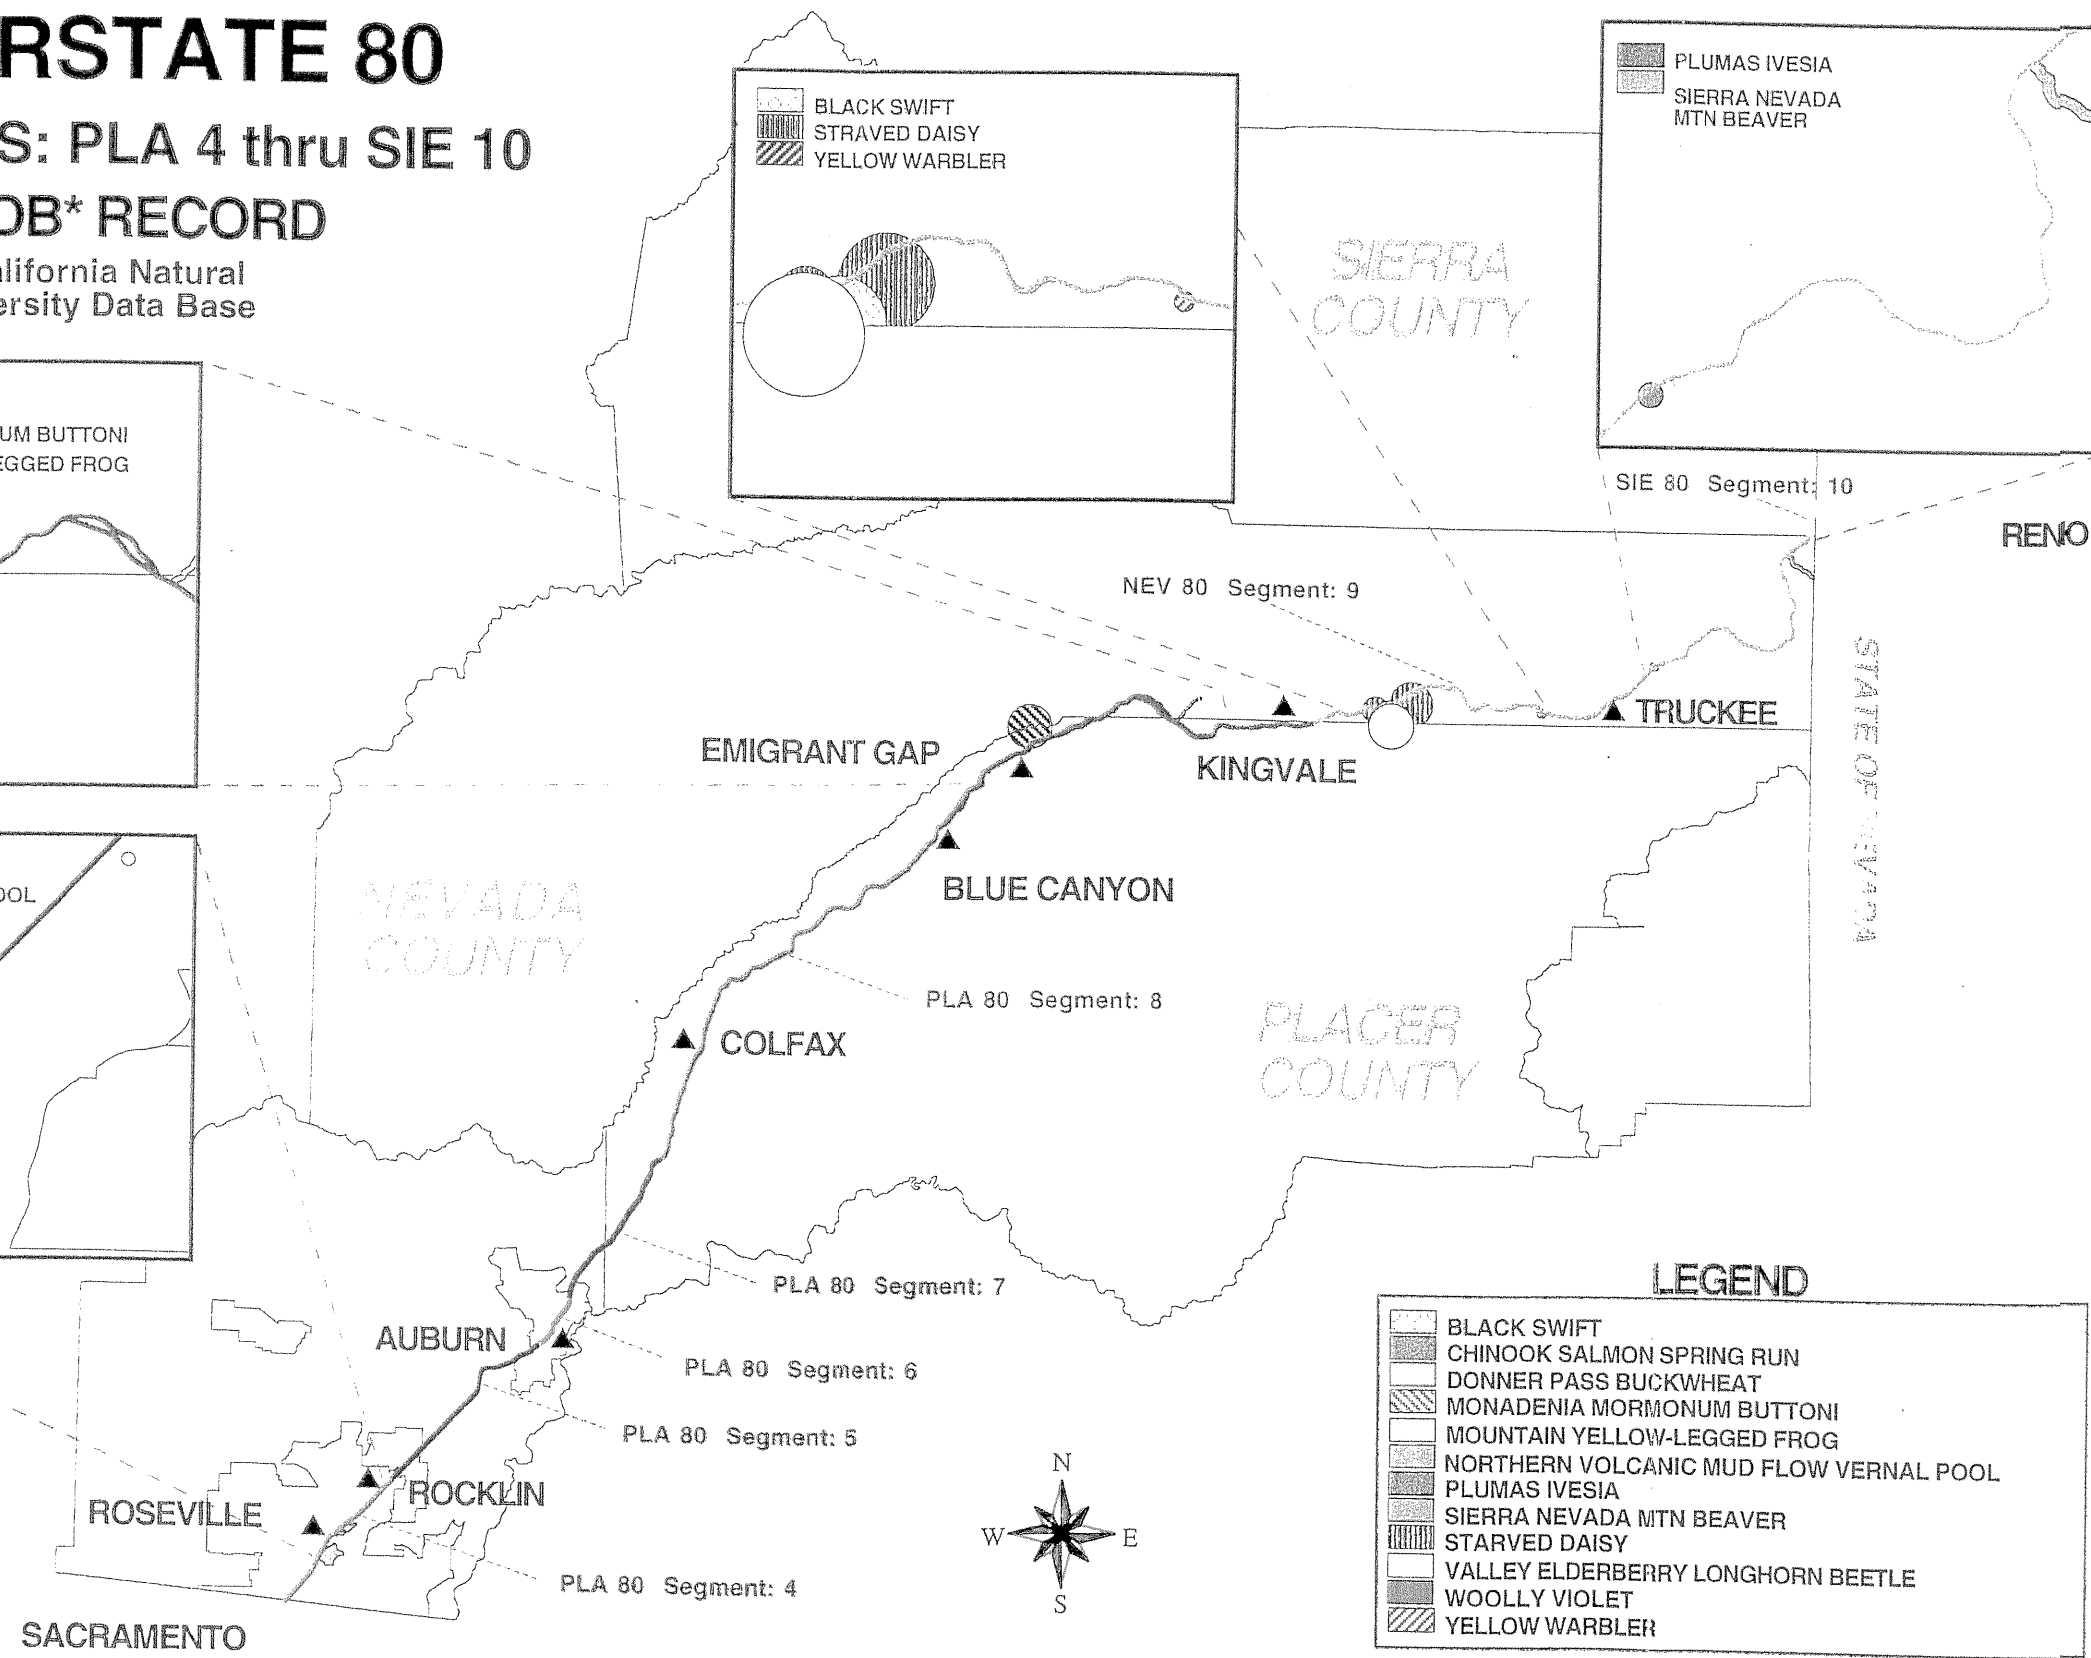 RSTATE 80
S: PLA 4 thru SIE 10
DB* RECORD
alifornia Natural
ersity Data Base
BLACK SWIFT
STRAVED DAISY
YELLOW WARBLER
PLUMAS IVESIA
SIERRA NEVADA
MTN BEAVER
SIERRA
COUNTY
UM BUTTONI
EGGED FROG
SIE 80 Segment: 10
RENO
NEV 80 Segment: 9
TRUCKEE
EMIGRANT GAP
KINGVALE
STATE OF NEVADA
BLUE CANYON
OOL
NEVADA
COUNTY
PLA 80 Segment: 8
PLACER
COUNTY
COLFAX
PLA 80 Segment: 7
AUBURN
PLA 80 Segment: 6
PLA 80 Segment: 5
ROCKLIN
ROSEVILLE
PLA 80 Segment: 4
SACRAMENTO
N
W
E
S
LEGEND
BLACK SWIFT
CHINOOK SALMON SPRING RUN
DONNER PASS BUCKWHEAT
MONADENIA MORMONUM BUTTONI
MOUNTAIN YELLOW-LEGGED FROG
NORTHERN VOLCANIC MUD FLOW VERNAL POOL
PLUMAS IVESIA
SIERRA NEVADA MTN BEAVER
STARVED DAISY
VALLEY ELDERBERRY LONGHORN BEETLE
WOOLLY VIOLET
YELLOW WARBLER